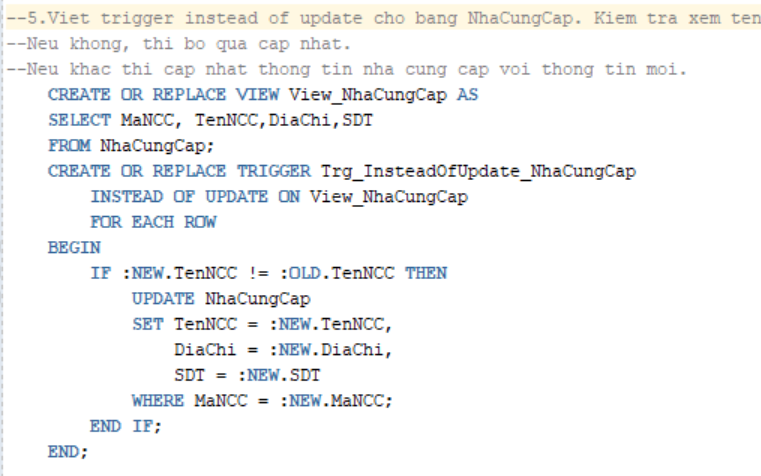 --5.Viet trigger instead of update cho bang NhaCungCap. Kiem tra xem ten
--Neu khong, thi bo qua cap nhat.
--Neu khac thi cap nhat thong tin nha cung cap voi thong tin moi.
CREATE OR REPLACE VIEW View_NhaCungCap AS
SELECT MaNCC, TenNCC,DiaChi,SDT
FROM NhaCungCap;
CREATE OR REPLACE TRIGGER Trg_InsteadOfUpdate_NhaCungCap
INSTEAD OF UPDATE ON View_NhaCungCap
FOR EACH ROW
BEGIN
IF :NEW.TenNCC != :OLD.TenNCC THEN
UPDATE NhaCungCap
SET TenNCC = :NEW.TenNCC,
DiaChi = :NEW.DiaChi,
SDT = :NEW.SDT
WHERE MaNCC = :NEW.MaNCC;
END IF;
END;